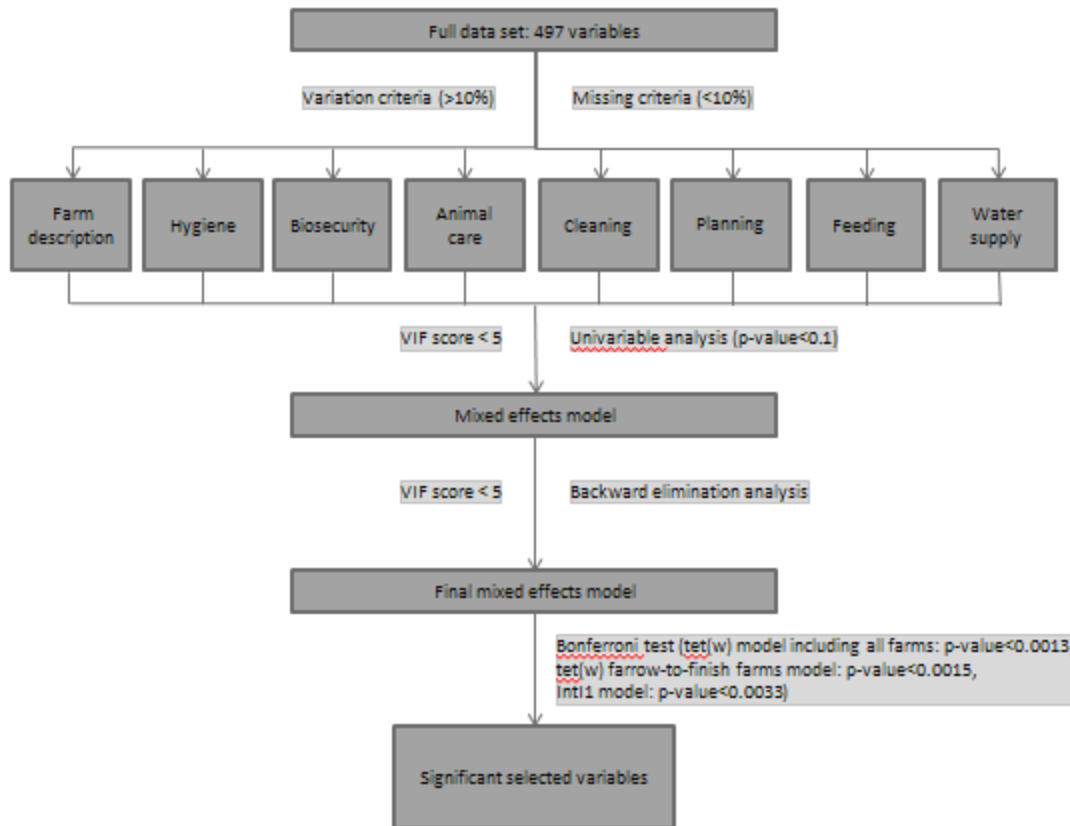 Full data set: 497 variables
Variation criteria (>10%)
Missing criteria (<10%)
Farm
description
Hygiene
Biosecurity
Animal
care
Cleaning
Planning
Feeding
Water
supply
VIF score < 5
Univariable analysis (p-value<0.1)
Mixed effects model
VIF score < 5
Backward elimination analysis
Final mixed effects model
Bonferroni test (tet(w) model including all farms: p-value<0.0013
tet(w) farrow-to-finish farms model: p-value<0.0015,
IntI1 model: p-value<0.0033)
Significant selected variables